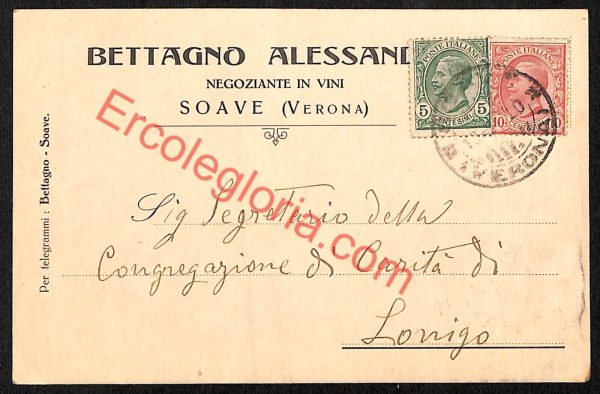 BETTAGNO ALESSAND
NEGOZIANTE IN VINI
SOAVE (VERONA)
POSTE ITALIANE
5 5
CENTESIMI
POSTE ITALIANE
10
Per telegrammi: Bettagno - Soave.
Sig Segretario della
Congregazione di Carità di
Lonigo
Ercolegloria.com